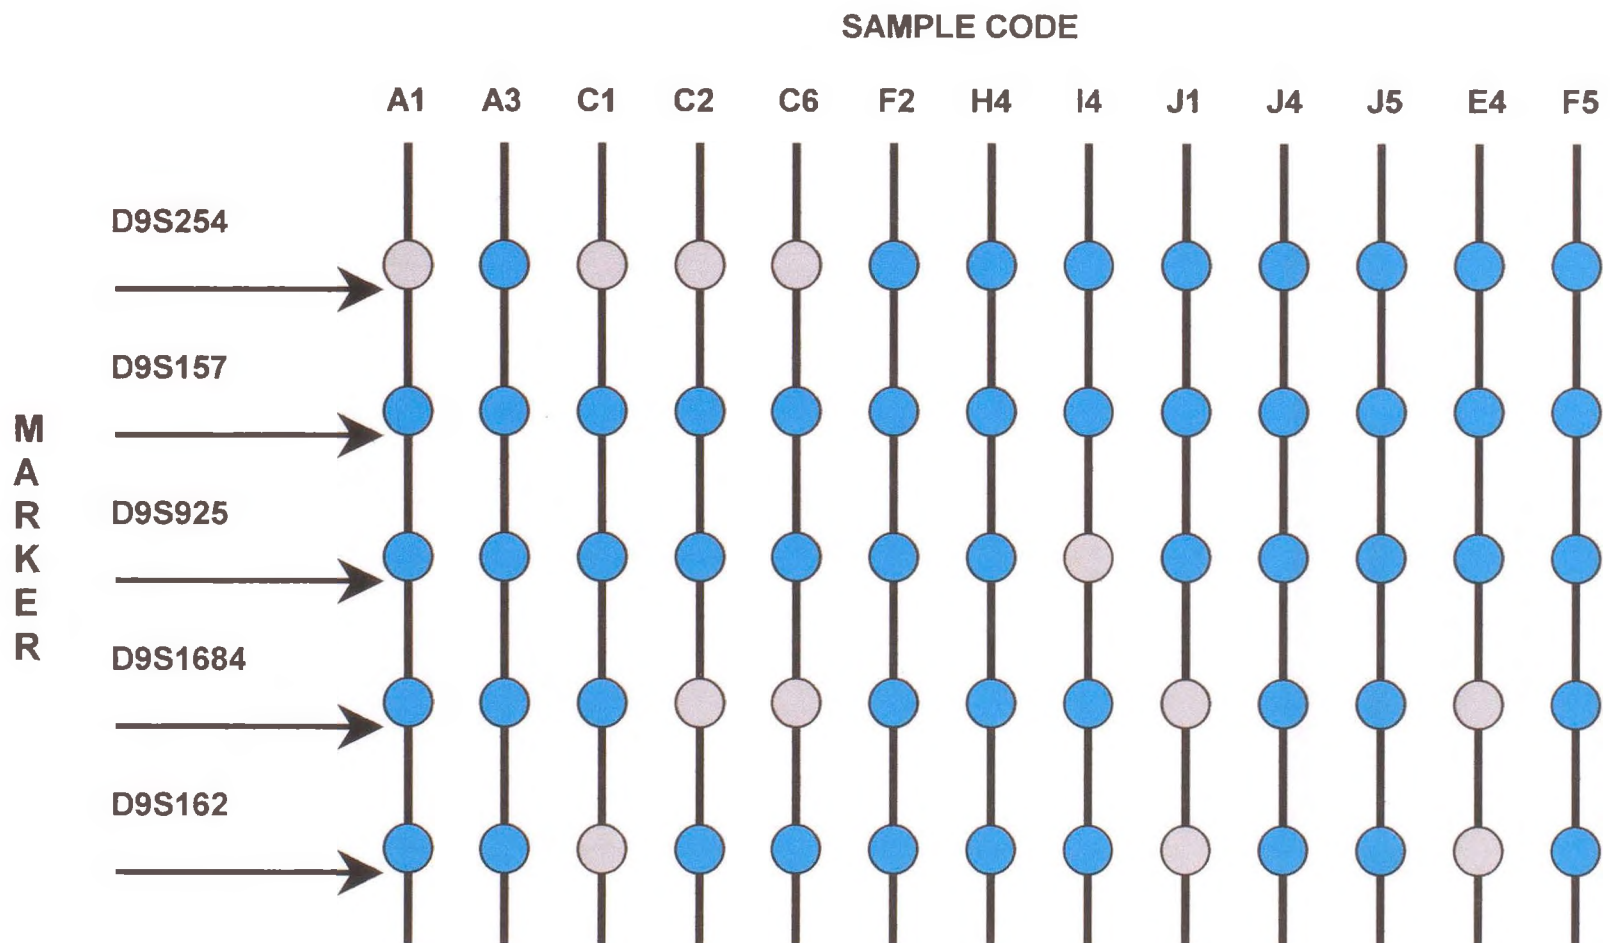 SAMPLE CODE
A1 A3 C1 C2 C6 F2 H4 I4 J1 J4 J5 E4 F5
D9S254
D9S157
MARKER
D9S925
D9S1684
D9S162